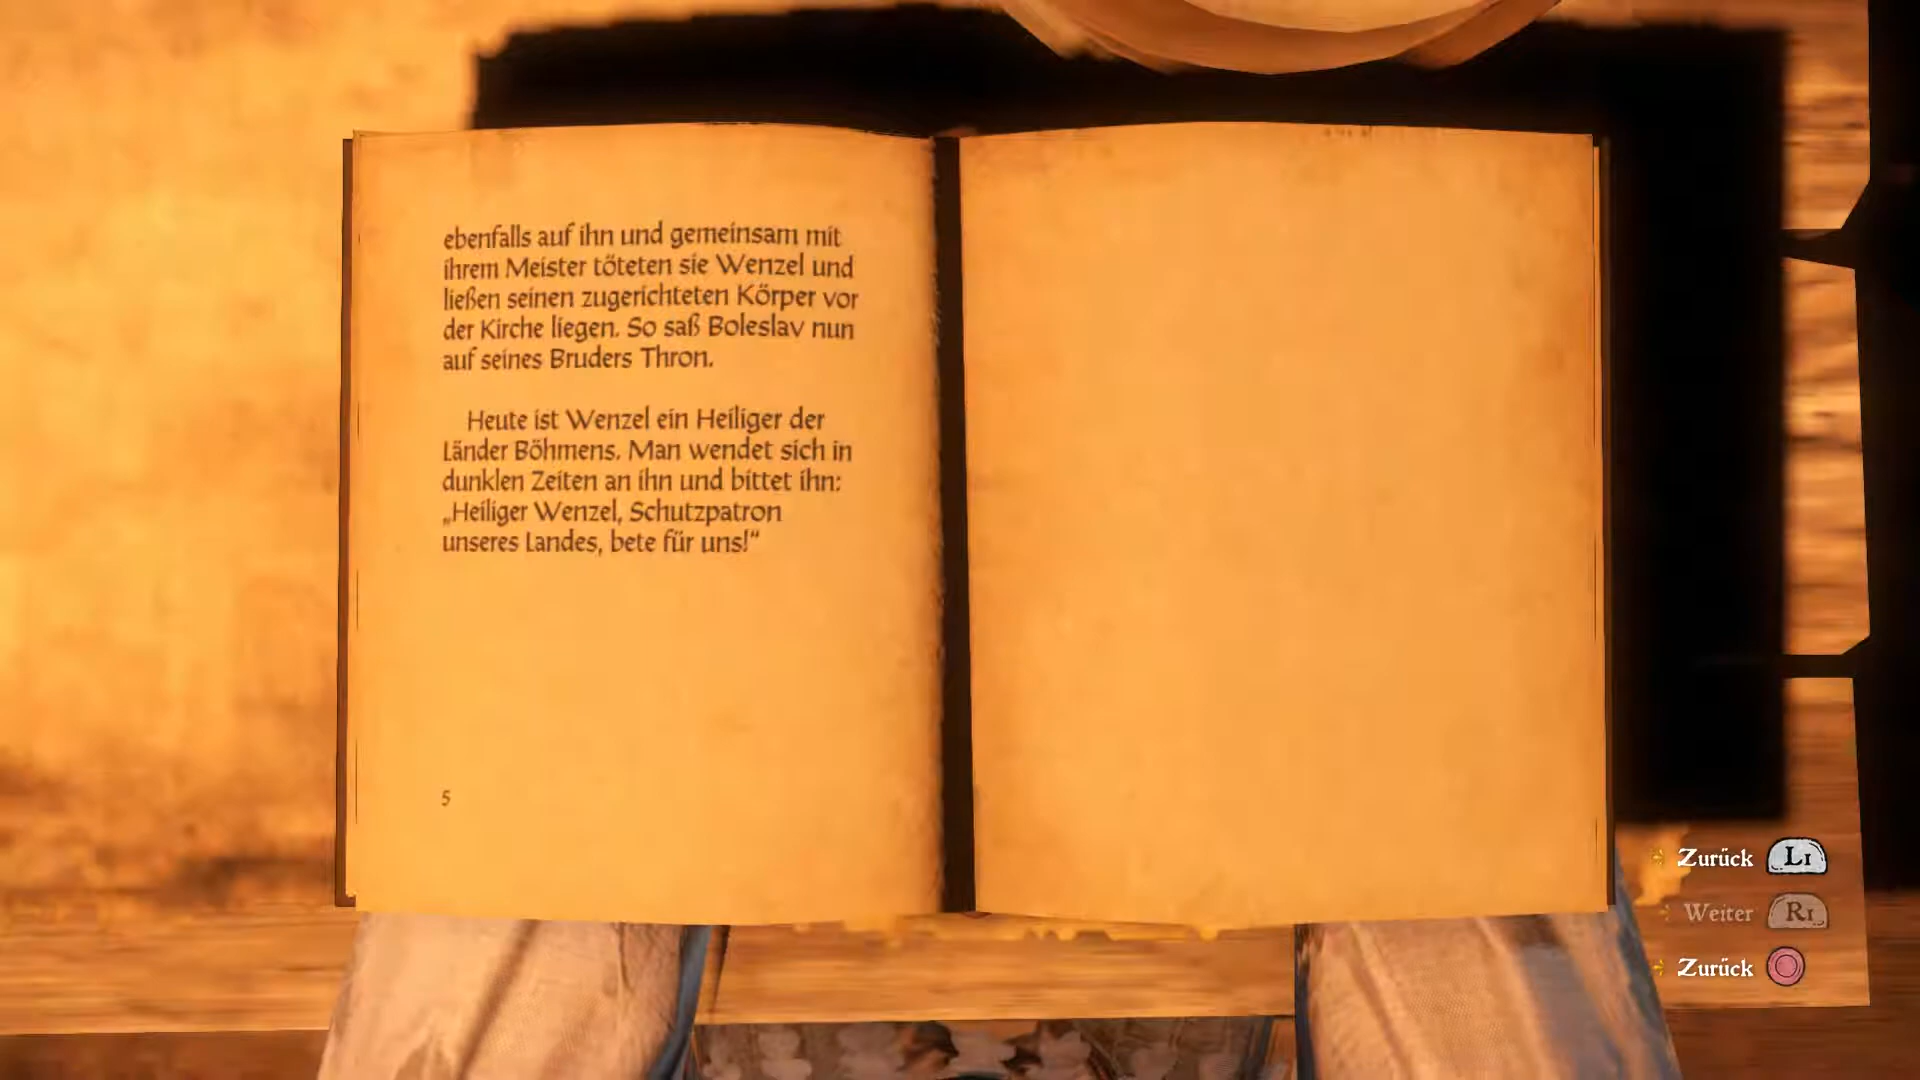 ebenfalls auf ihn und gemeinsam mit
ihrem Meister töteten sie Wenzel und
ließen seinen zugerichteten Körper vor
der Kirche liegen. So saß Boleslav nun
auf seines Bruders Thron.
Heute ist Wenzel ein Heiliger der
Länder Böhmens. Man wendet sich in
dunklen Zeiten an ihn und bittet ihn:
„Heiliger Wenzel, Schutzpatron
unseres Landes, bete für uns!“
5
Zurück L1
Weiter R1
Zurück